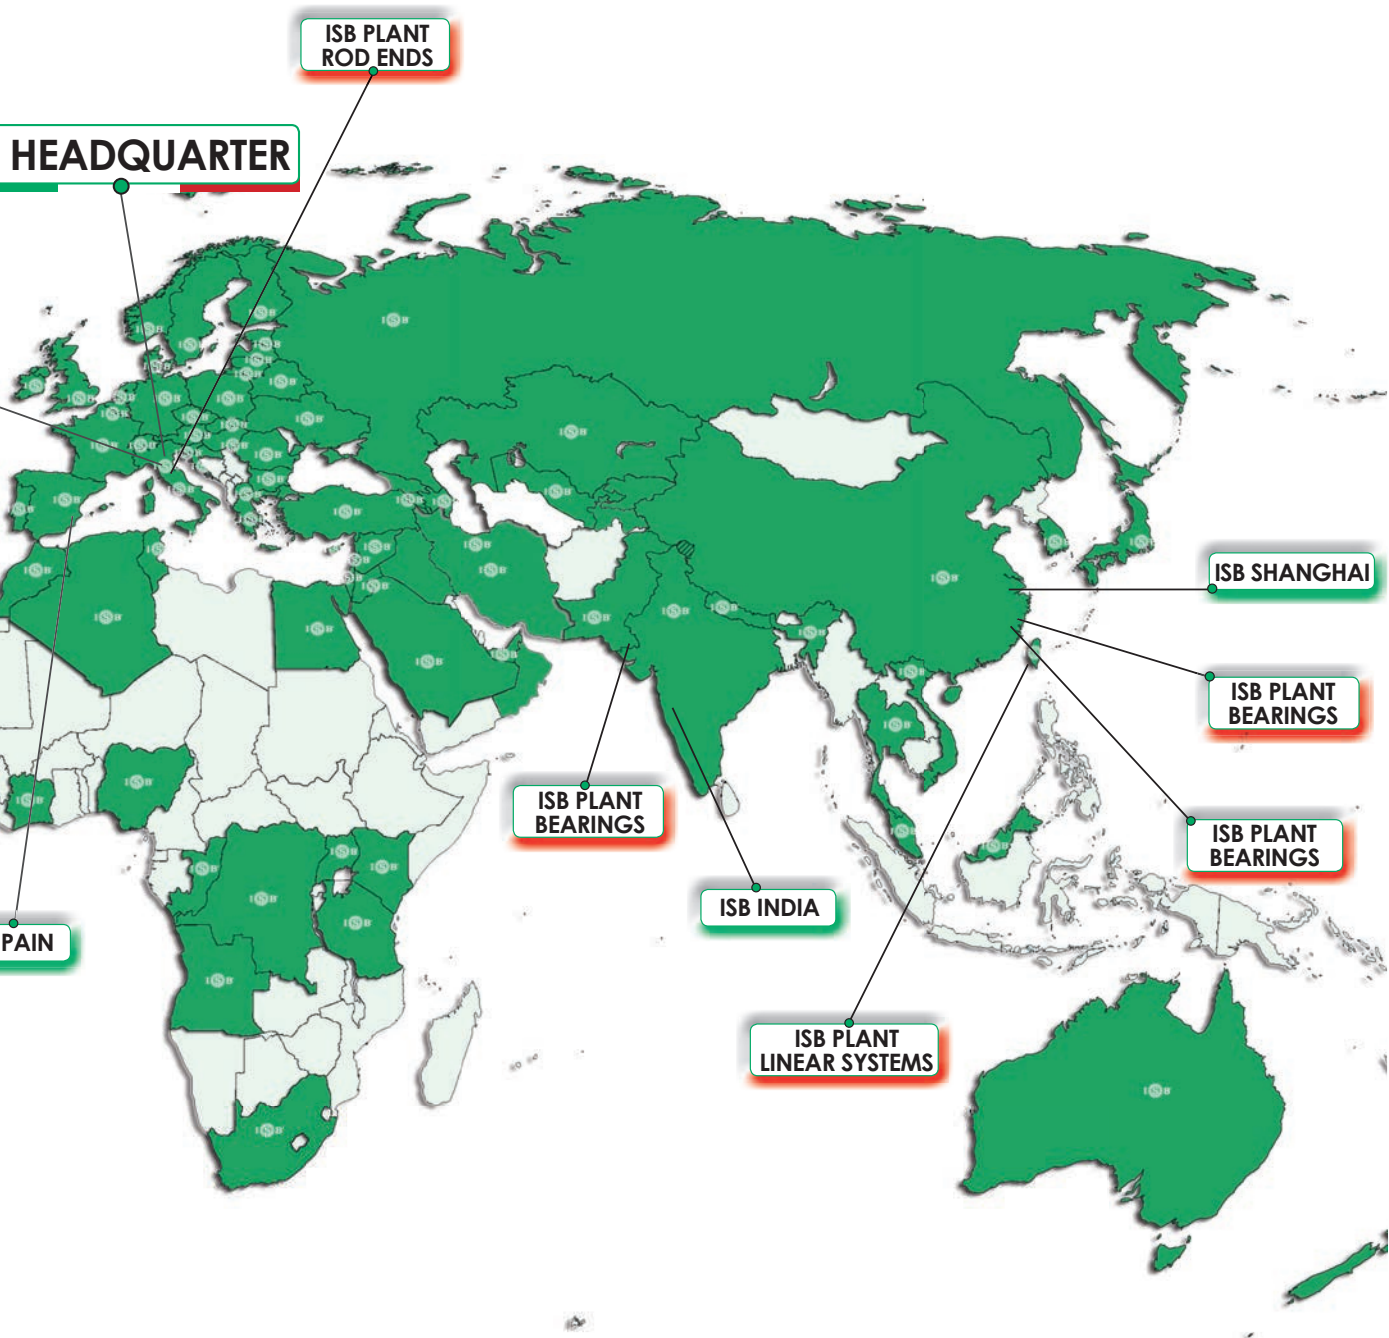 ISB PLANT
ROD ENDS
HEADQUARTER
ISB SHANGHAI
ISB PLANT
BEARINGS
ISB PLANT
BEARINGS
ISB PLANT
BEARINGS
ISB INDIA
PAIN
ISB PLANT
LINEAR SYSTEMS